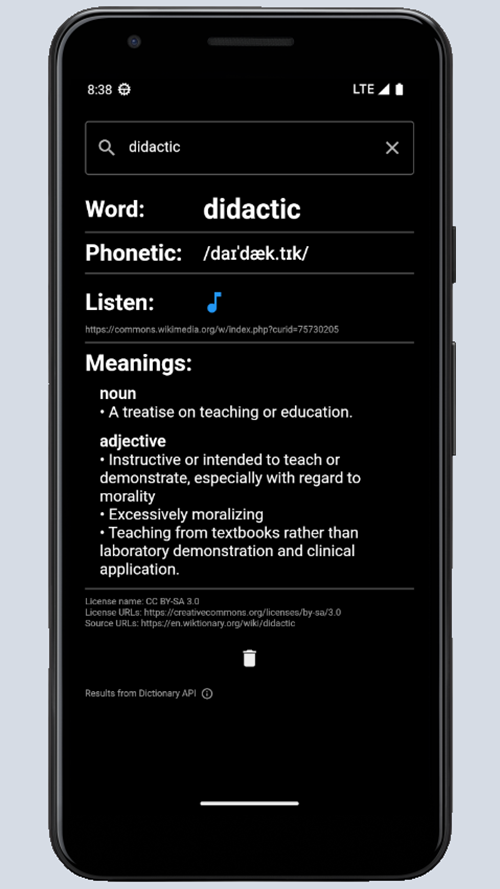 8:38
LTE
didactic
Word: didactic
Phonetic: /daɪˈdæk.tɪk/
Listen:
https://commons.wikimedia.org/w/index.php?curid=75730205
Meanings:
noun
• A treatise on teaching or education.
adjective
• Instructive or intended to teach or
demonstrate, especially with regard to
morality
• Excessively moralizing
• Teaching from textbooks rather than
laboratory demonstration and clinical
application.
License name: CC BY-SA 3.0
License URLs: https://creativecommons.org/licenses/by-sa/3.0
Source URLs: https://en.wiktionary.org/wiki/didactic
Results from Dictionary API